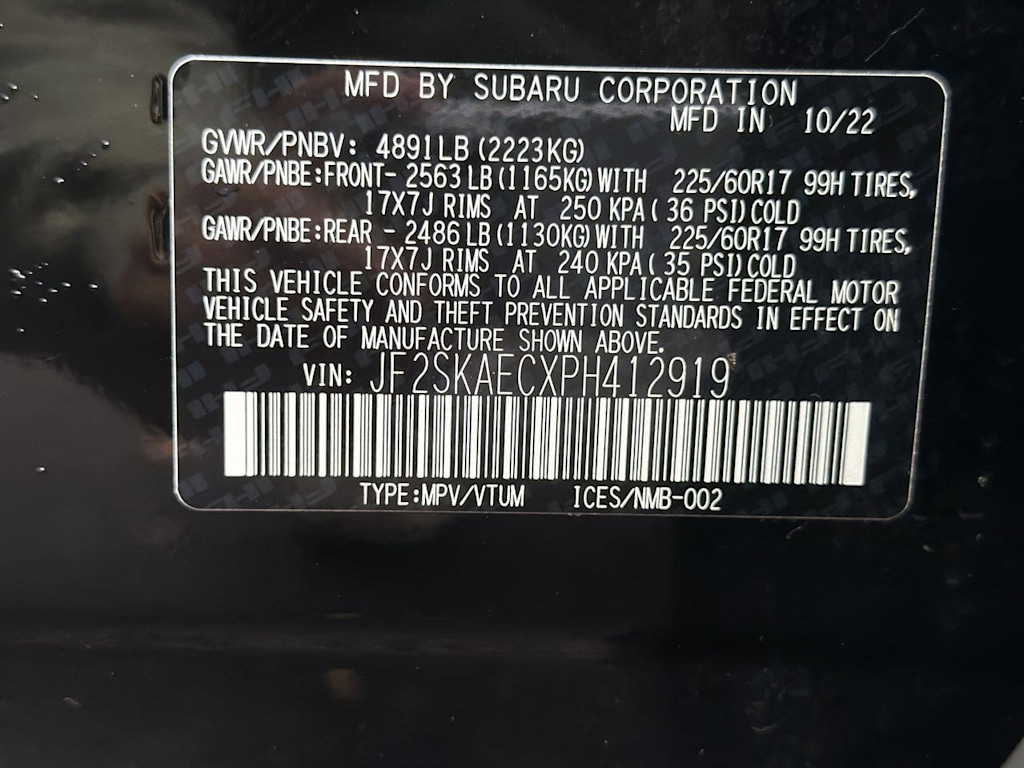 MFD BY SUBARU CORPORATION
MFD IN 10/22
GVWR/PNBV: 4891LB (2223KG)
GAWR/PNBE:FRONT- 2563 LB (1165KG) WITH 225/60R17 99H TIRES,
17X7J RIMS AT 250 KPA ( 36 PSI) COLD
GAWR/PNBE:REAR - 2486 LB (1130KG) WITH 225/60R17 99H TIRES,
17X7J RIMS AT 240 KPA ( 35 PSI) COLD
THIS VEHICLE CONFORMS TO ALL APPLICABLE FEDERAL MOTOR
VEHICLE SAFETY AND THEFT PREVENTION STANDARDS IN EFFECT ON
THE DATE OF MANUFACTURE SHOWN ABOVE.
VIN: JF2SKAECXPH412919
TYPE:MPV/VTUM ICES/NMB-002